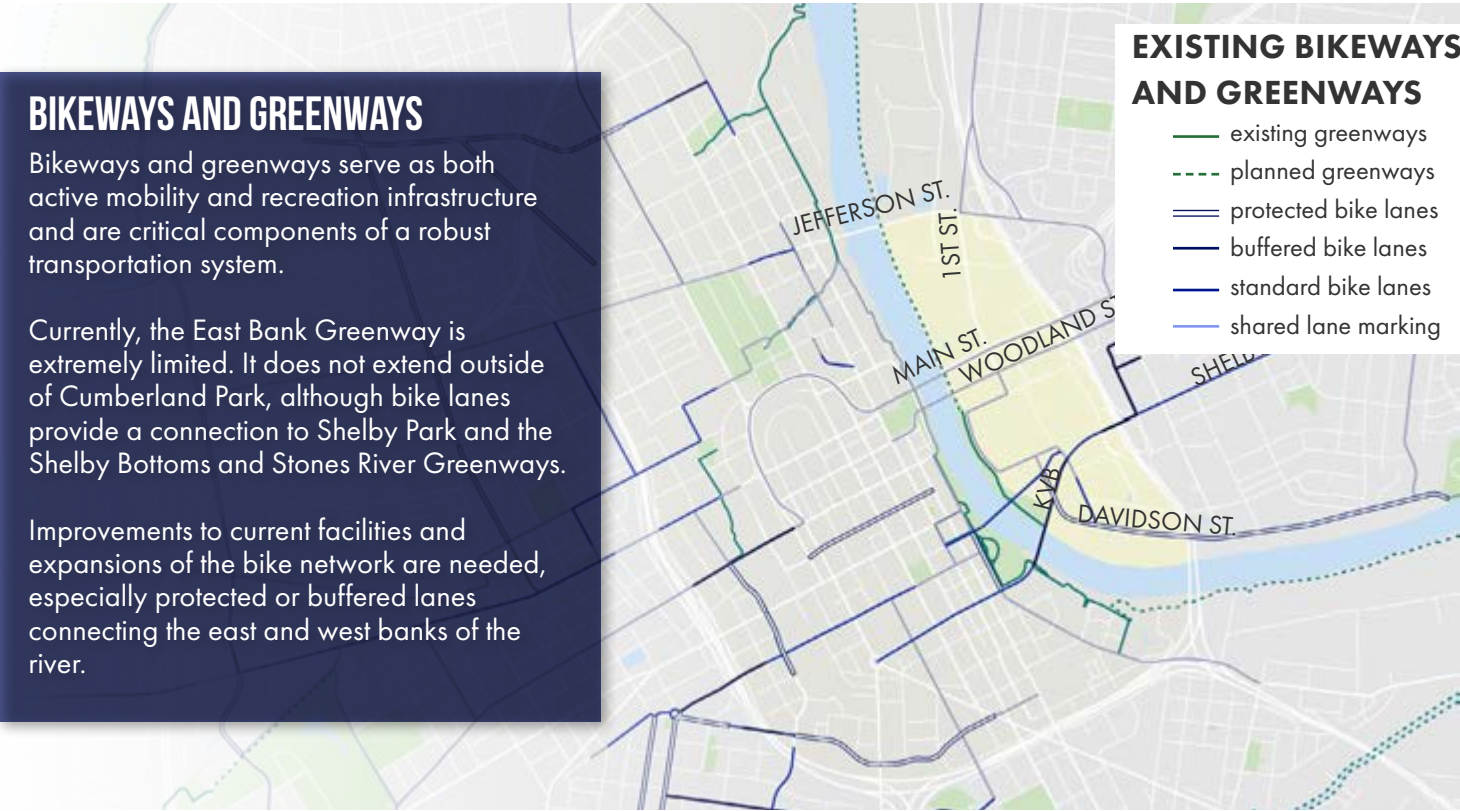 BIKEWAYS AND GREENWAYS
Bikeways and greenways serve as both
active mobility and recreation infrastructure
and are critical components of a robust
transportation system.
Currently, the East Bank Greenway is
extremely limited. It does not extend outside
of Cumberland Park, although bike lanes
provide a connection to Shelby Park and the
Shelby Bottoms and Stones River Greenways.
Improvements to current facilities and
expansions of the bike network are needed,
especially protected or buffered lanes
connecting the east and west banks of the
river.
EXISTING BIKEWAYS
AND GREENWAYS
existing greenways
planned greenways
protected bike lanes
buffered bike lanes
standard bike lanes
shared lane marking
JEFFERSON ST.
1ST ST.
MAIN ST.
WOODLAND ST
KVB
DAVIDSON ST.